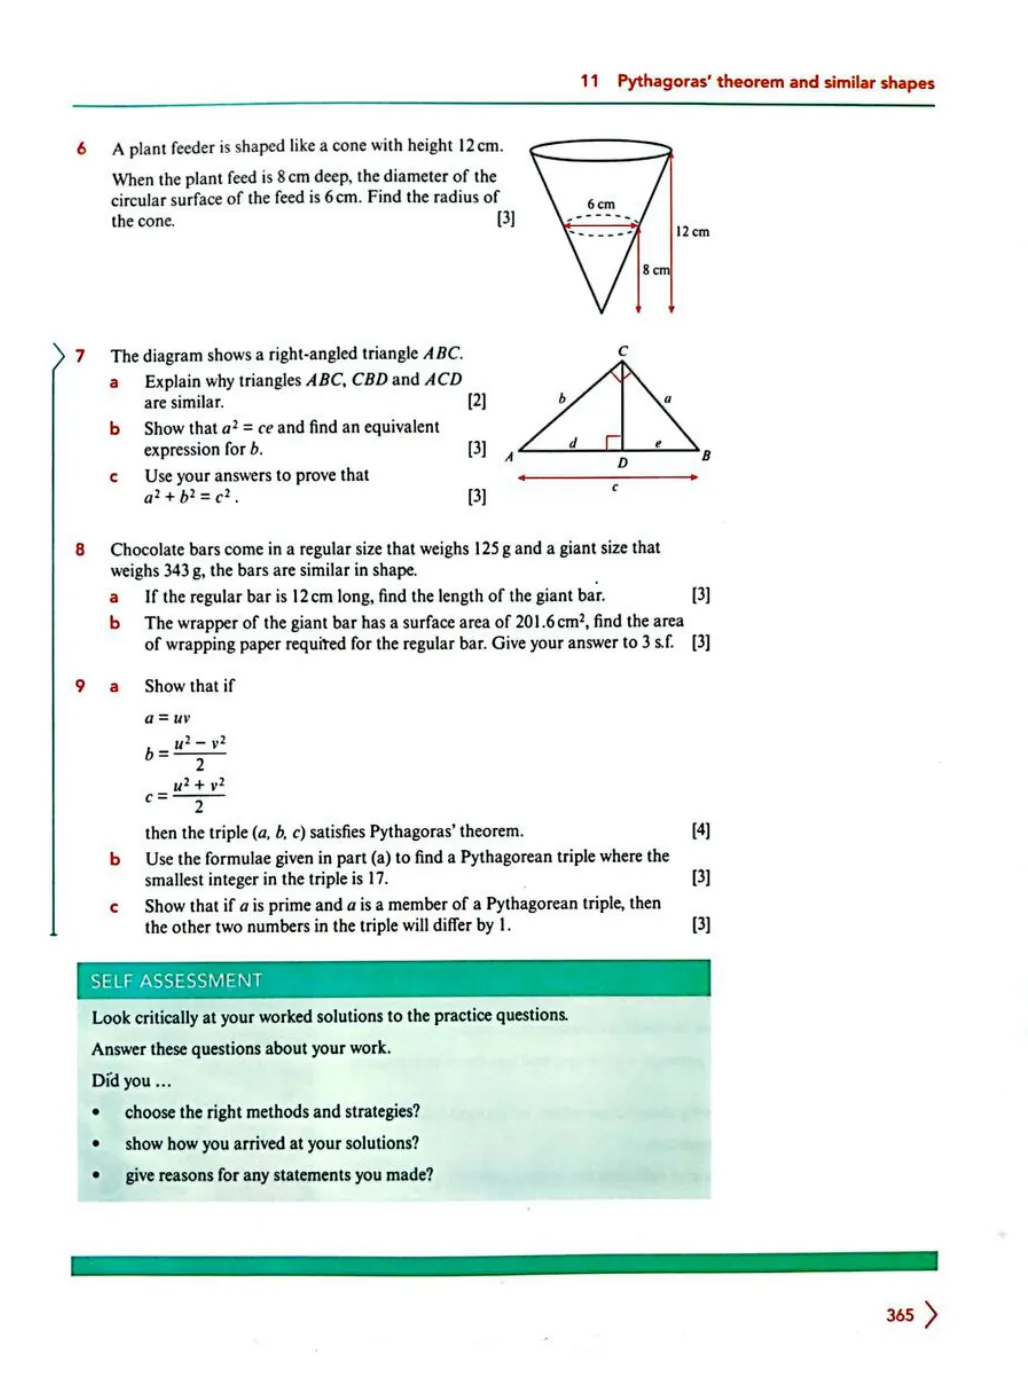 11 Pythagoras' theorem and similar shapes
6 A plant feeder is shaped like a cone with height 12 cm.
When the plant feed is 8 cm deep, the diameter of the
circular surface of the feed is 6 cm. Find the radius of
the cone. [3]
6 cm
12 cm
8 cm
7 The diagram shows a right-angled triangle ABC.
a Explain why triangles ABC, CBD and ACD
are similar. [2]
b Show that a² = ce and find an equivalent
expression for b. [3]
c Use your answers to prove that
a² + b² = c². [3]
C
b a
d e
A D B
c
8 Chocolate bars come in a regular size that weighs 125 g and a giant size that
weighs 343 g, the bars are similar in shape.
a If the regular bar is 12 cm long, find the length of the giant bar. [3]
b The wrapper of the giant bar has a surface area of 201.6 cm², find the area
of wrapping paper required for the regular bar. Give your answer to 3 s.f. [3]
9 a Show that if
a = uv
b = u² − v² / 2
c = u² + v² / 2
then the triple (a, b, c) satisfies Pythagoras' theorem. [4]
b Use the formulae given in part (a) to find a Pythagorean triple where the
smallest integer in the triple is 17. [3]
c Show that if a is prime and a is a member of a Pythagorean triple, then
the other two numbers in the triple will differ by 1. [3]
SELF ASSESSMENT
Look critically at your worked solutions to the practice questions.
Answer these questions about your work.
Did you ...
• choose the right methods and strategies?
• show how you arrived at your solutions?
• give reasons for any statements you made?
365 〉